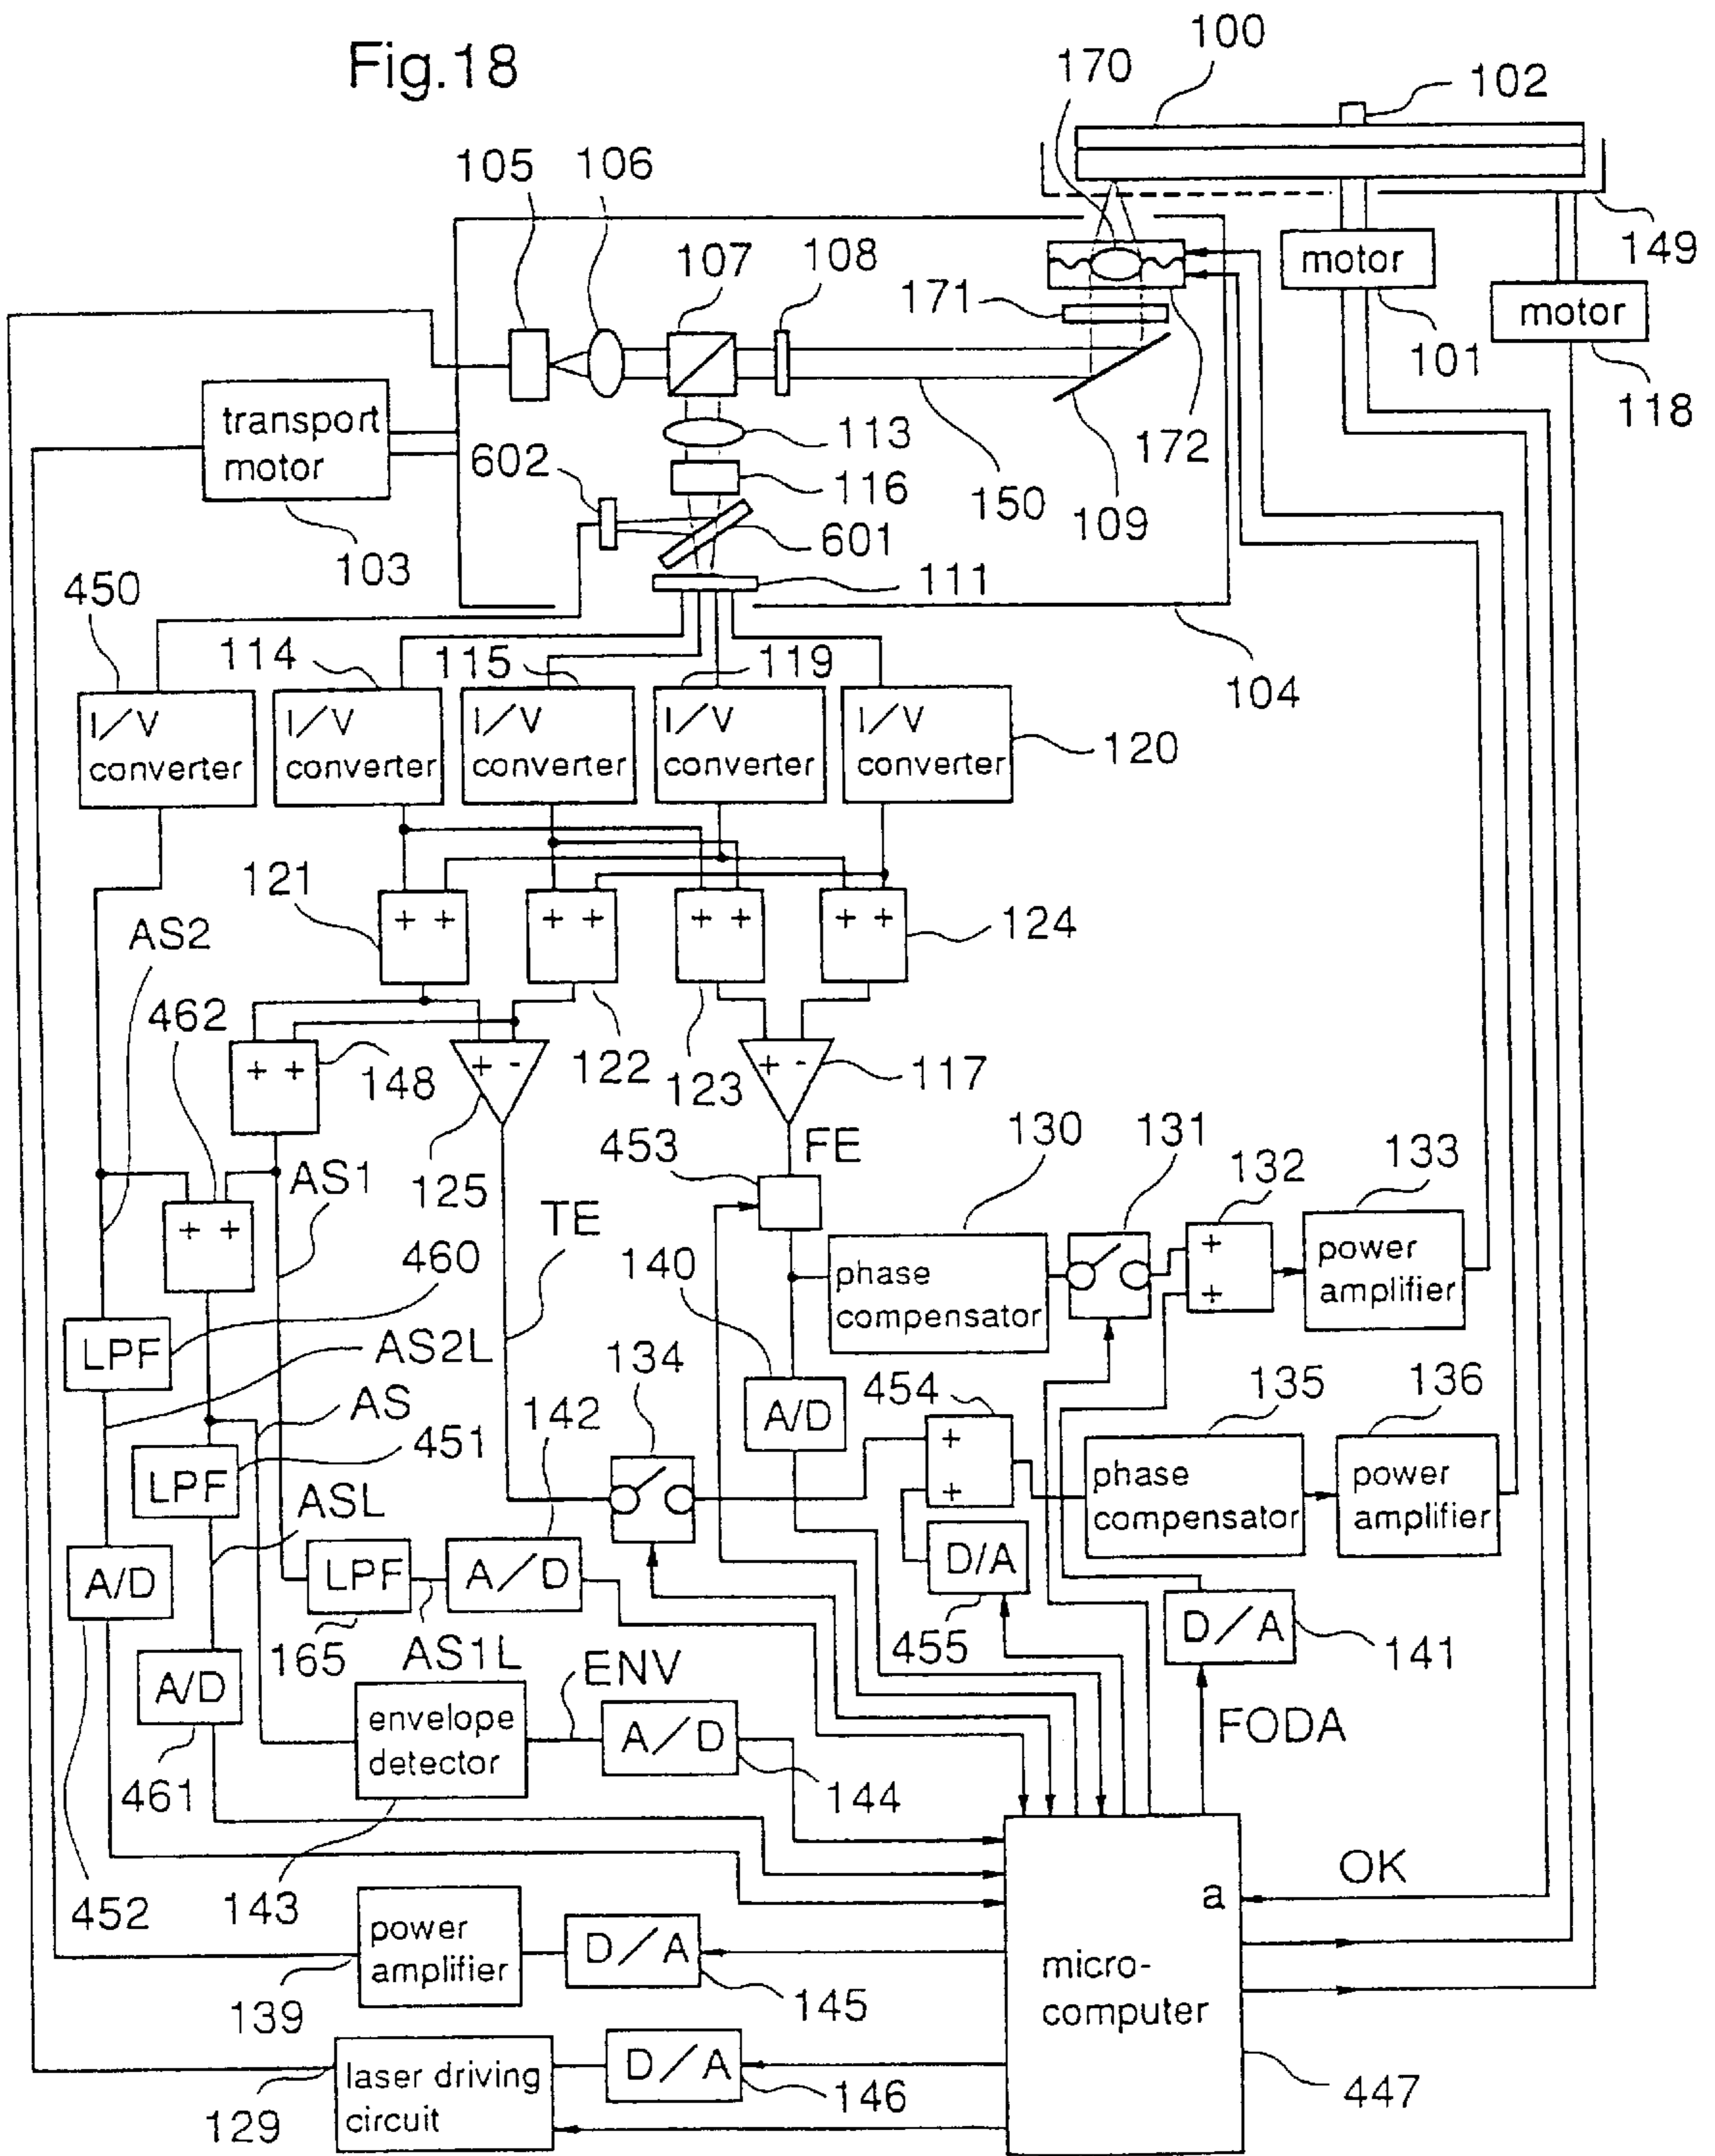 Fig.18
170
100
102
105
106
107
108
171
motor
149
motor
101
118
transport
motor
103
602
113
116
150
109
172
601
111
450
114
115
119
104
120
I/V
converter
I/V
converter
I/V
converter
I/V
converter
I/V
converter
121
+ +
+ +
+ +
+ +
124
AS2
462
122
123
+ +
148
+ -
125
+ -
117
453
FE
130
131
132
133
AS1
+ +
TE
140
phase
compensator
+
+
power
amplifier
460
LPF
AS2L
134
A/D
454
135
136
AS
142
LPF
451
+
+
phase
compensator
power
amplifier
ASL
A/D
LPF
A/D
D/A
455
D/A
141
165
AS1L
ENV
A/D
461
envelope
detector
A/D
144
FODA
452
143
OK
a
power
amplifier
139
D/A
145
micro-
computer
laser driving
circuit
129
D/A
146
447